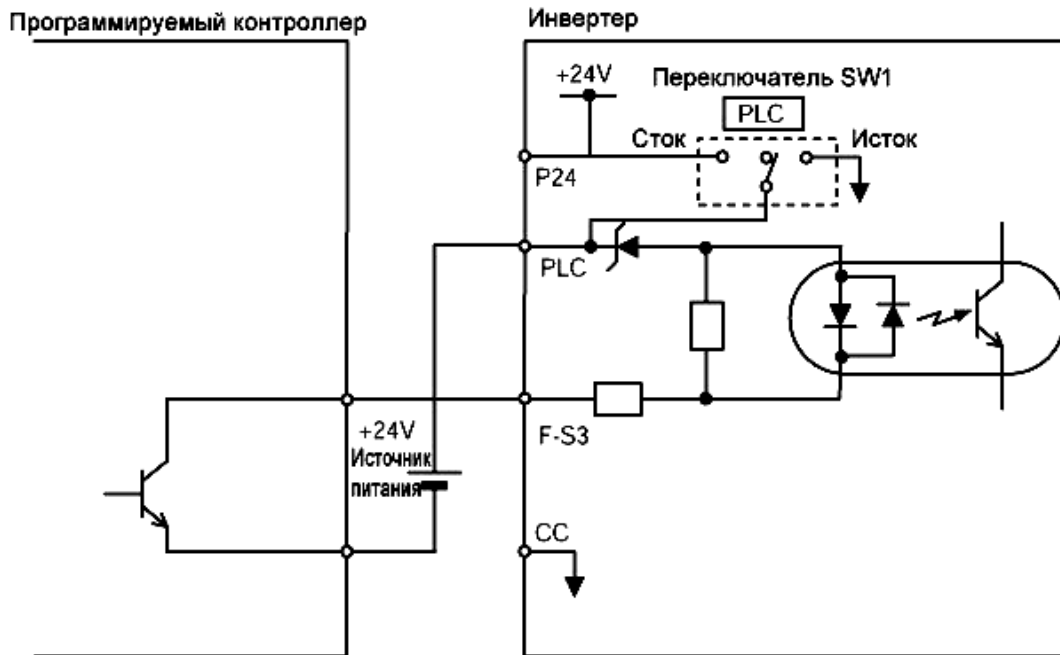 Программируемый контроллер
Инвертер
+24V
Переключатель SW1
PLC
Сток
Исток
P24
PLC
+24V
Источник
питания
F-S3
CC